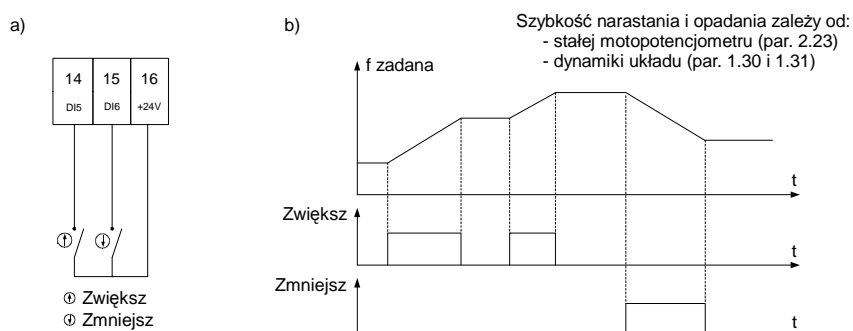 a)
14 15 16
DI5 DI6 +24V
Zwiększ
Zmniejsz
b)
Szybkość narastania i opadania zależy od:
- stałej motopotencjometru (par. 2.23)
- dynamiki układu (par. 1.30 i 1.31)
f zadana
t
Zwiększ
t
Zmniejsz
t